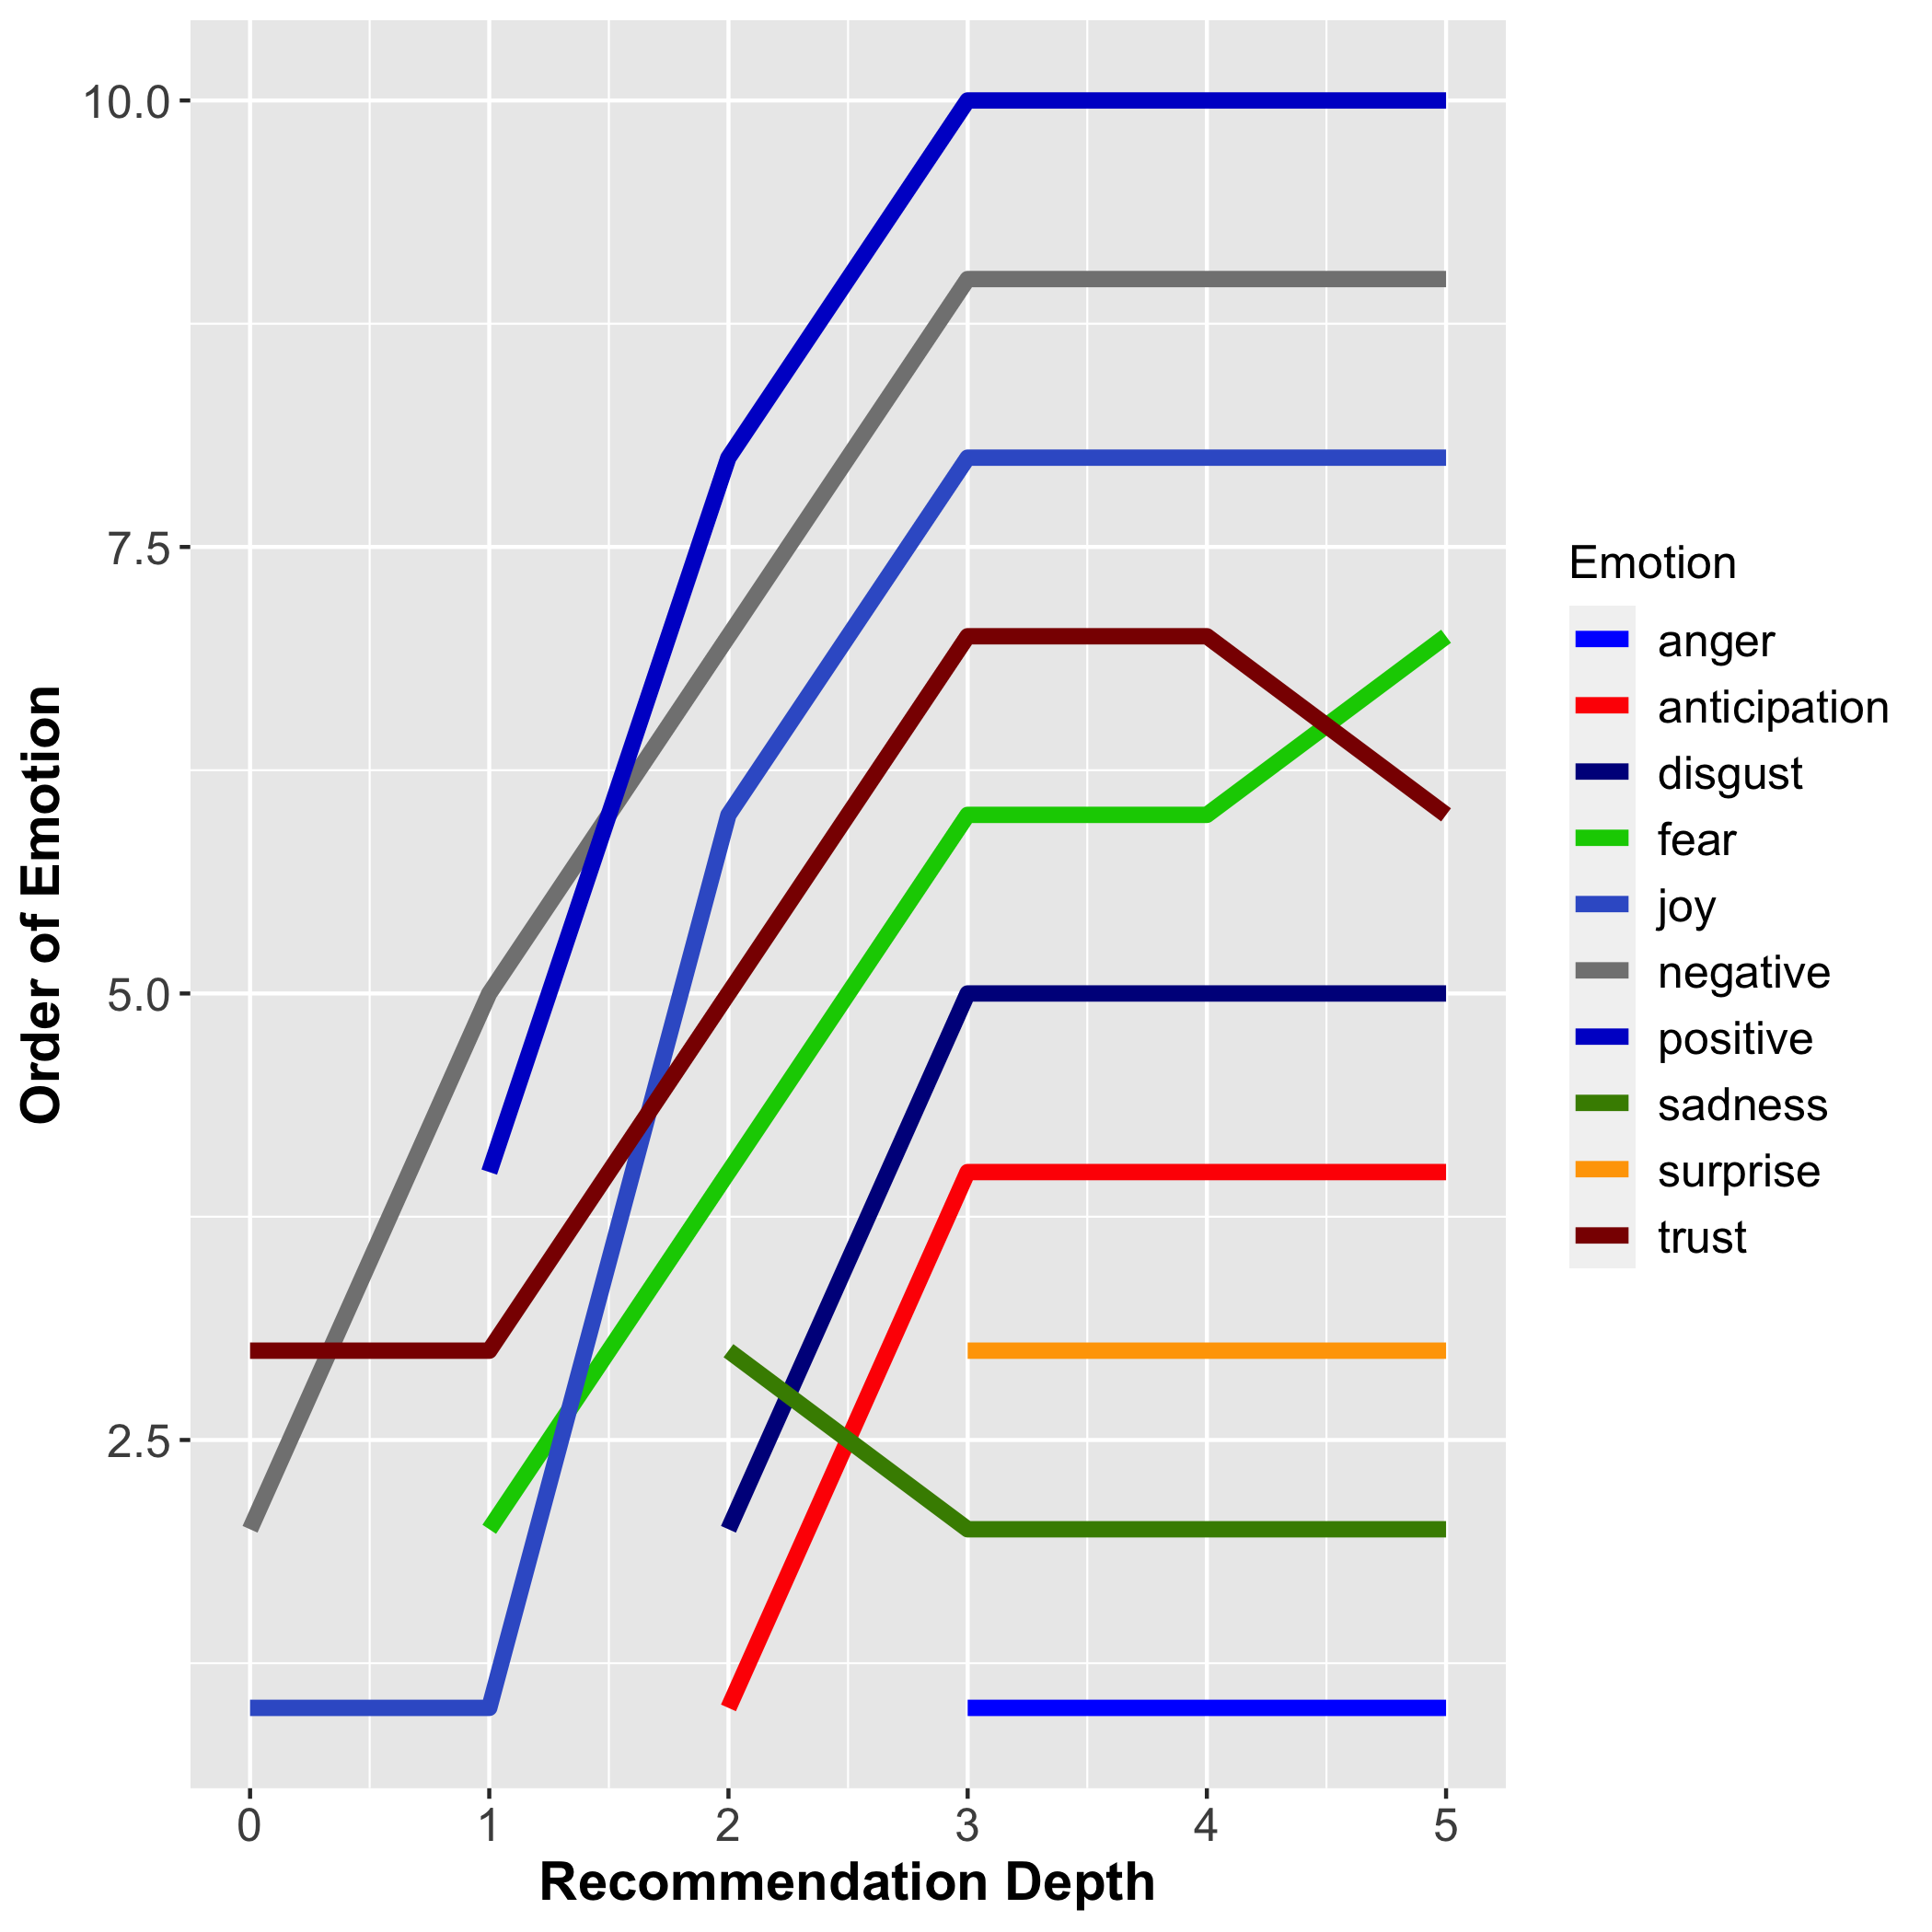 Order of Emotion
10.0
7.5
5.0
2.5
0 1 2 3 4 5
Recommendation Depth
Emotion
anger
anticipation
disgust
fear
joy
negative
positive
sadness
surprise
trust